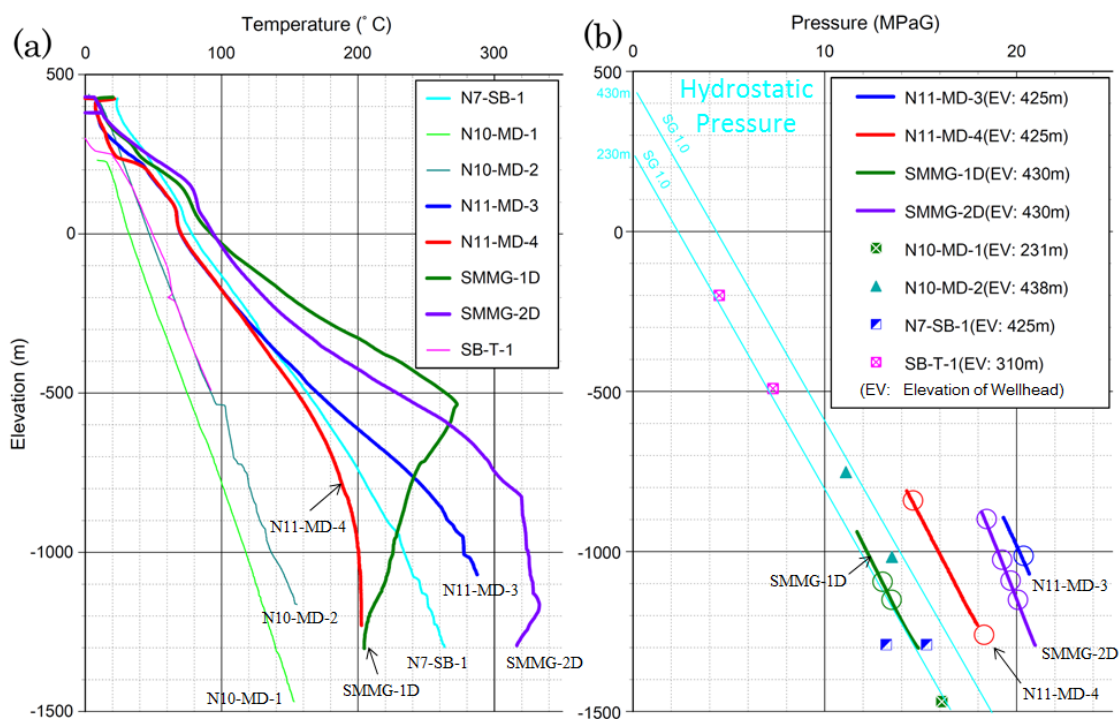 (a)
Temperature (° C)
0
100
200
300
500
0
-500
-1000
-1500
Elevation (m)
N7-SB-1
N10-MD-1
N10-MD-2
N11-MD-3
N11-MD-4
SMMG-1D
SMMG-2D
SB-T-1
N11-MD-4
N11-MD-3
N10-MD-2
N7-SB-1
SMMG-2D
SMMG-1D
N10-MD-1
(b)
Pressure (MPaG)
0
10
20
500
0
-500
-1000
-1500
430m
230m
Hydrostatic
Pressure
SG 1.0
SG 1.0
N11-MD-3(EV: 425m)
N11-MD-4(EV: 425m)
SMMG-1D(EV: 430m)
SMMG-2D(EV: 430m)
N10-MD-1(EV: 231m)
N10-MD-2(EV: 438m)
N7-SB-1(EV: 425m)
SB-T-1(EV: 310m)
(EV: Elevation of Wellhead)
SMMG-1D
N11-MD-3
SMMG-2D
N11-MD-4